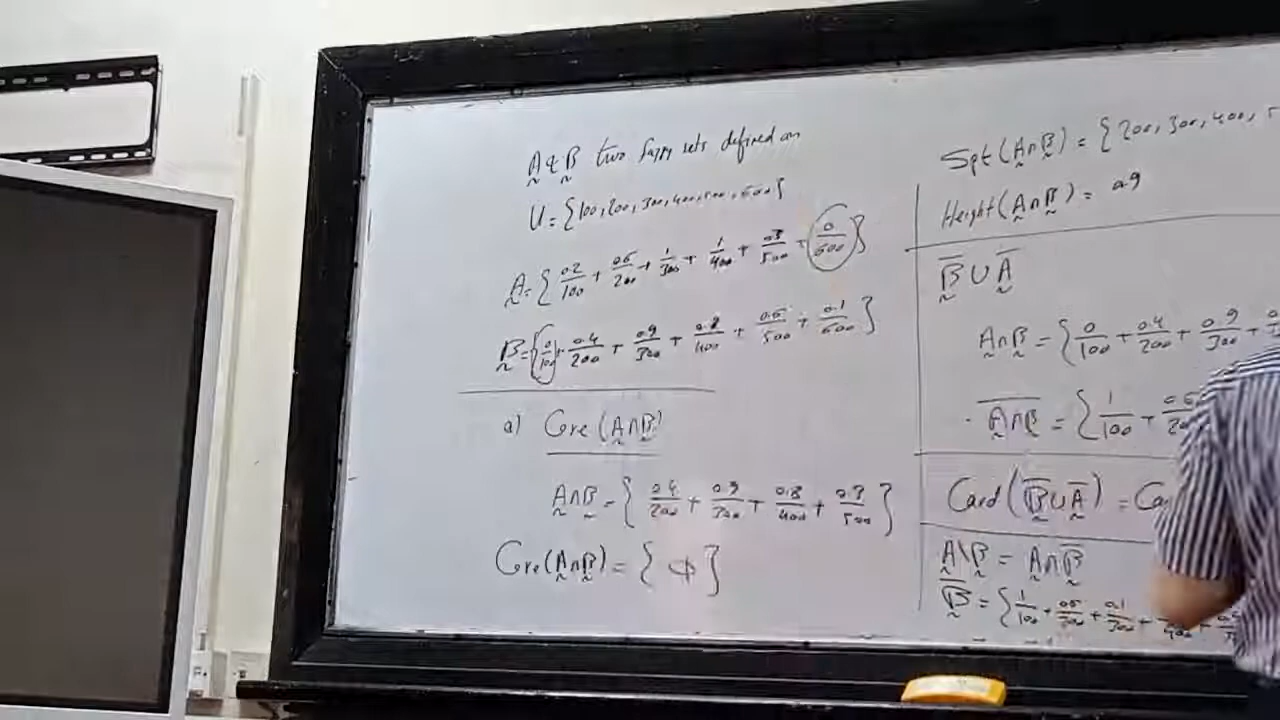 A & B two fuzzy sets defined on
U = {100, 200, 300, 400, 500, 600}
A = { 0.2/100 + 0.5/200 + 1/300 + 1/400 + 0.3/500 + 0/600 }
B = { 0/100 + 0.4/200 + 0.9/300 + 0.8/400 + 0.5/500 + 0.1/600 }
a) Core (A∩B)
A∩B = { 0.4/200 + 0.9/300 + 0.8/400 + 0.3/500 }
Core(A∩B) = { ϕ }
Spt(A∩B) = {200, 300, 400, 5
Height(A∩B) = 0.9
B̅ ∪ A̅
A∩B = { 0/100 + 0.4/200 + 0.9/300 +
A̅∩̅B̅ = { 1/100 + 0.6/
Card (B̅∪A̅) = Ca
A\B = A∩B̅
B̅ = { 1/100 + 0.6/200 + 0.1/300 +